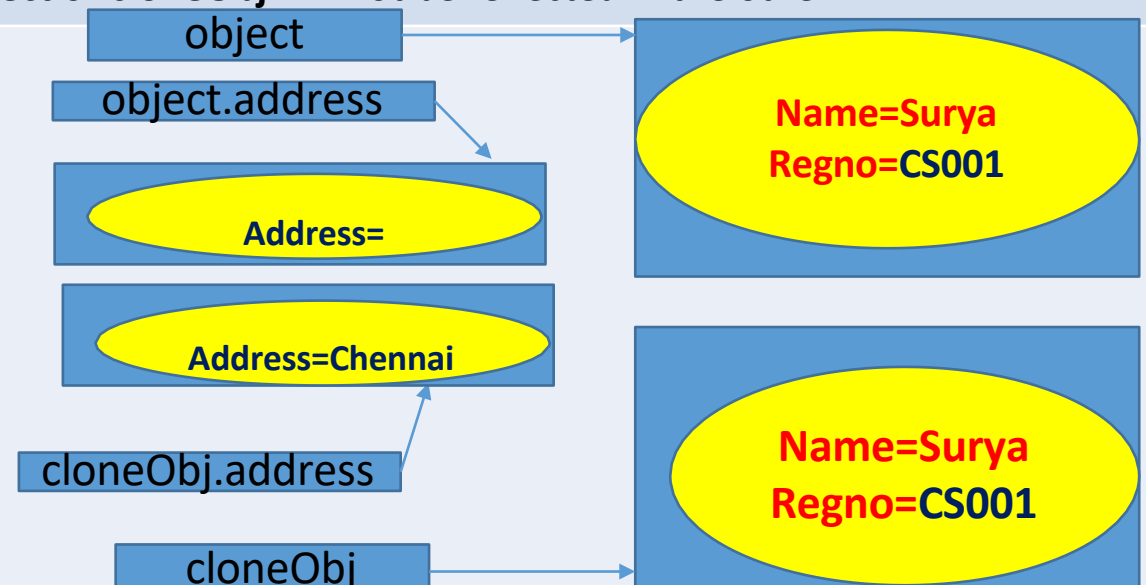 object
Name=Surya
Regno=CS001
object.address
Address=
Address=Chennai
cloneObj.address
Name=Surya
Regno=CS001
cloneObj